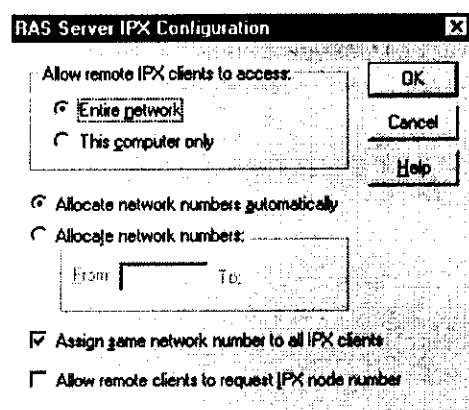 RAS Server IPX Configuration
Allow remote IPX clients to access:
Entire network
This computer only
OK
Cancel
Help
Allocate network numbers automatically
Allocate network numbers:
From: To:
Assign same network number to all IPX clients
Allow remote clients to request IPX node number